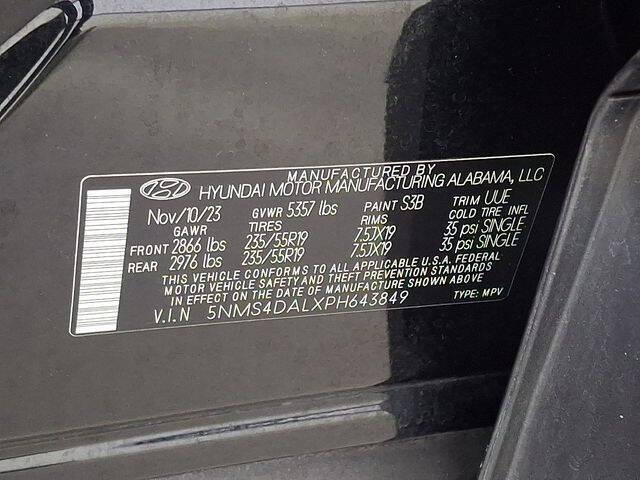 MANUFACTURED BY
HYUNDAI MOTOR MANUFACTURING ALABAMA, LLC
Nov/10/23 GVWR 5357 lbs PAINT S3B TRIM UUE
GAWR TIRES RIMS COLD TIRE INFL
FRONT 2866 lbs 235/55R19 7.5JX19 35 psi SINGLE
REAR 2976 lbs 235/55R19 7.5JX19 35 psi SINGLE
THIS VEHICLE CONFORMS TO ALL APPLICABLE U.S.A. FEDERAL
MOTOR VEHICLE SAFETY AND THEFT PREVENTION STANDARDS
IN EFFECT ON THE DATE OF MANUFACTURE SHOWN ABOVE
V.I.N 5NMS4DALXPH643849 TYPE: MPV